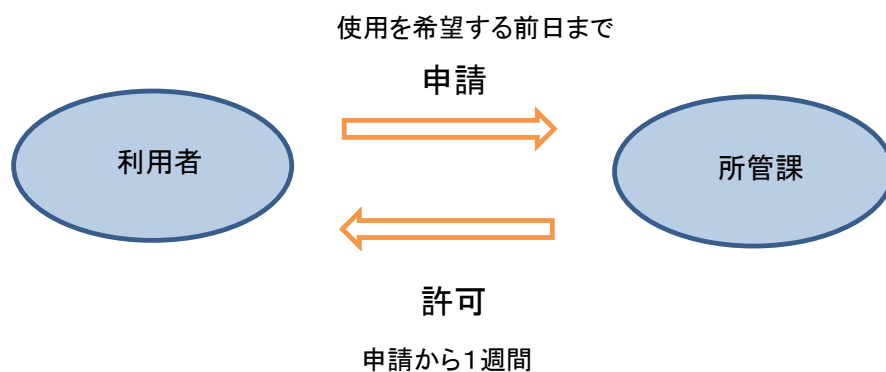 使用を希望する前日まで
申請
利用者
所管課
許可
申請から１週間